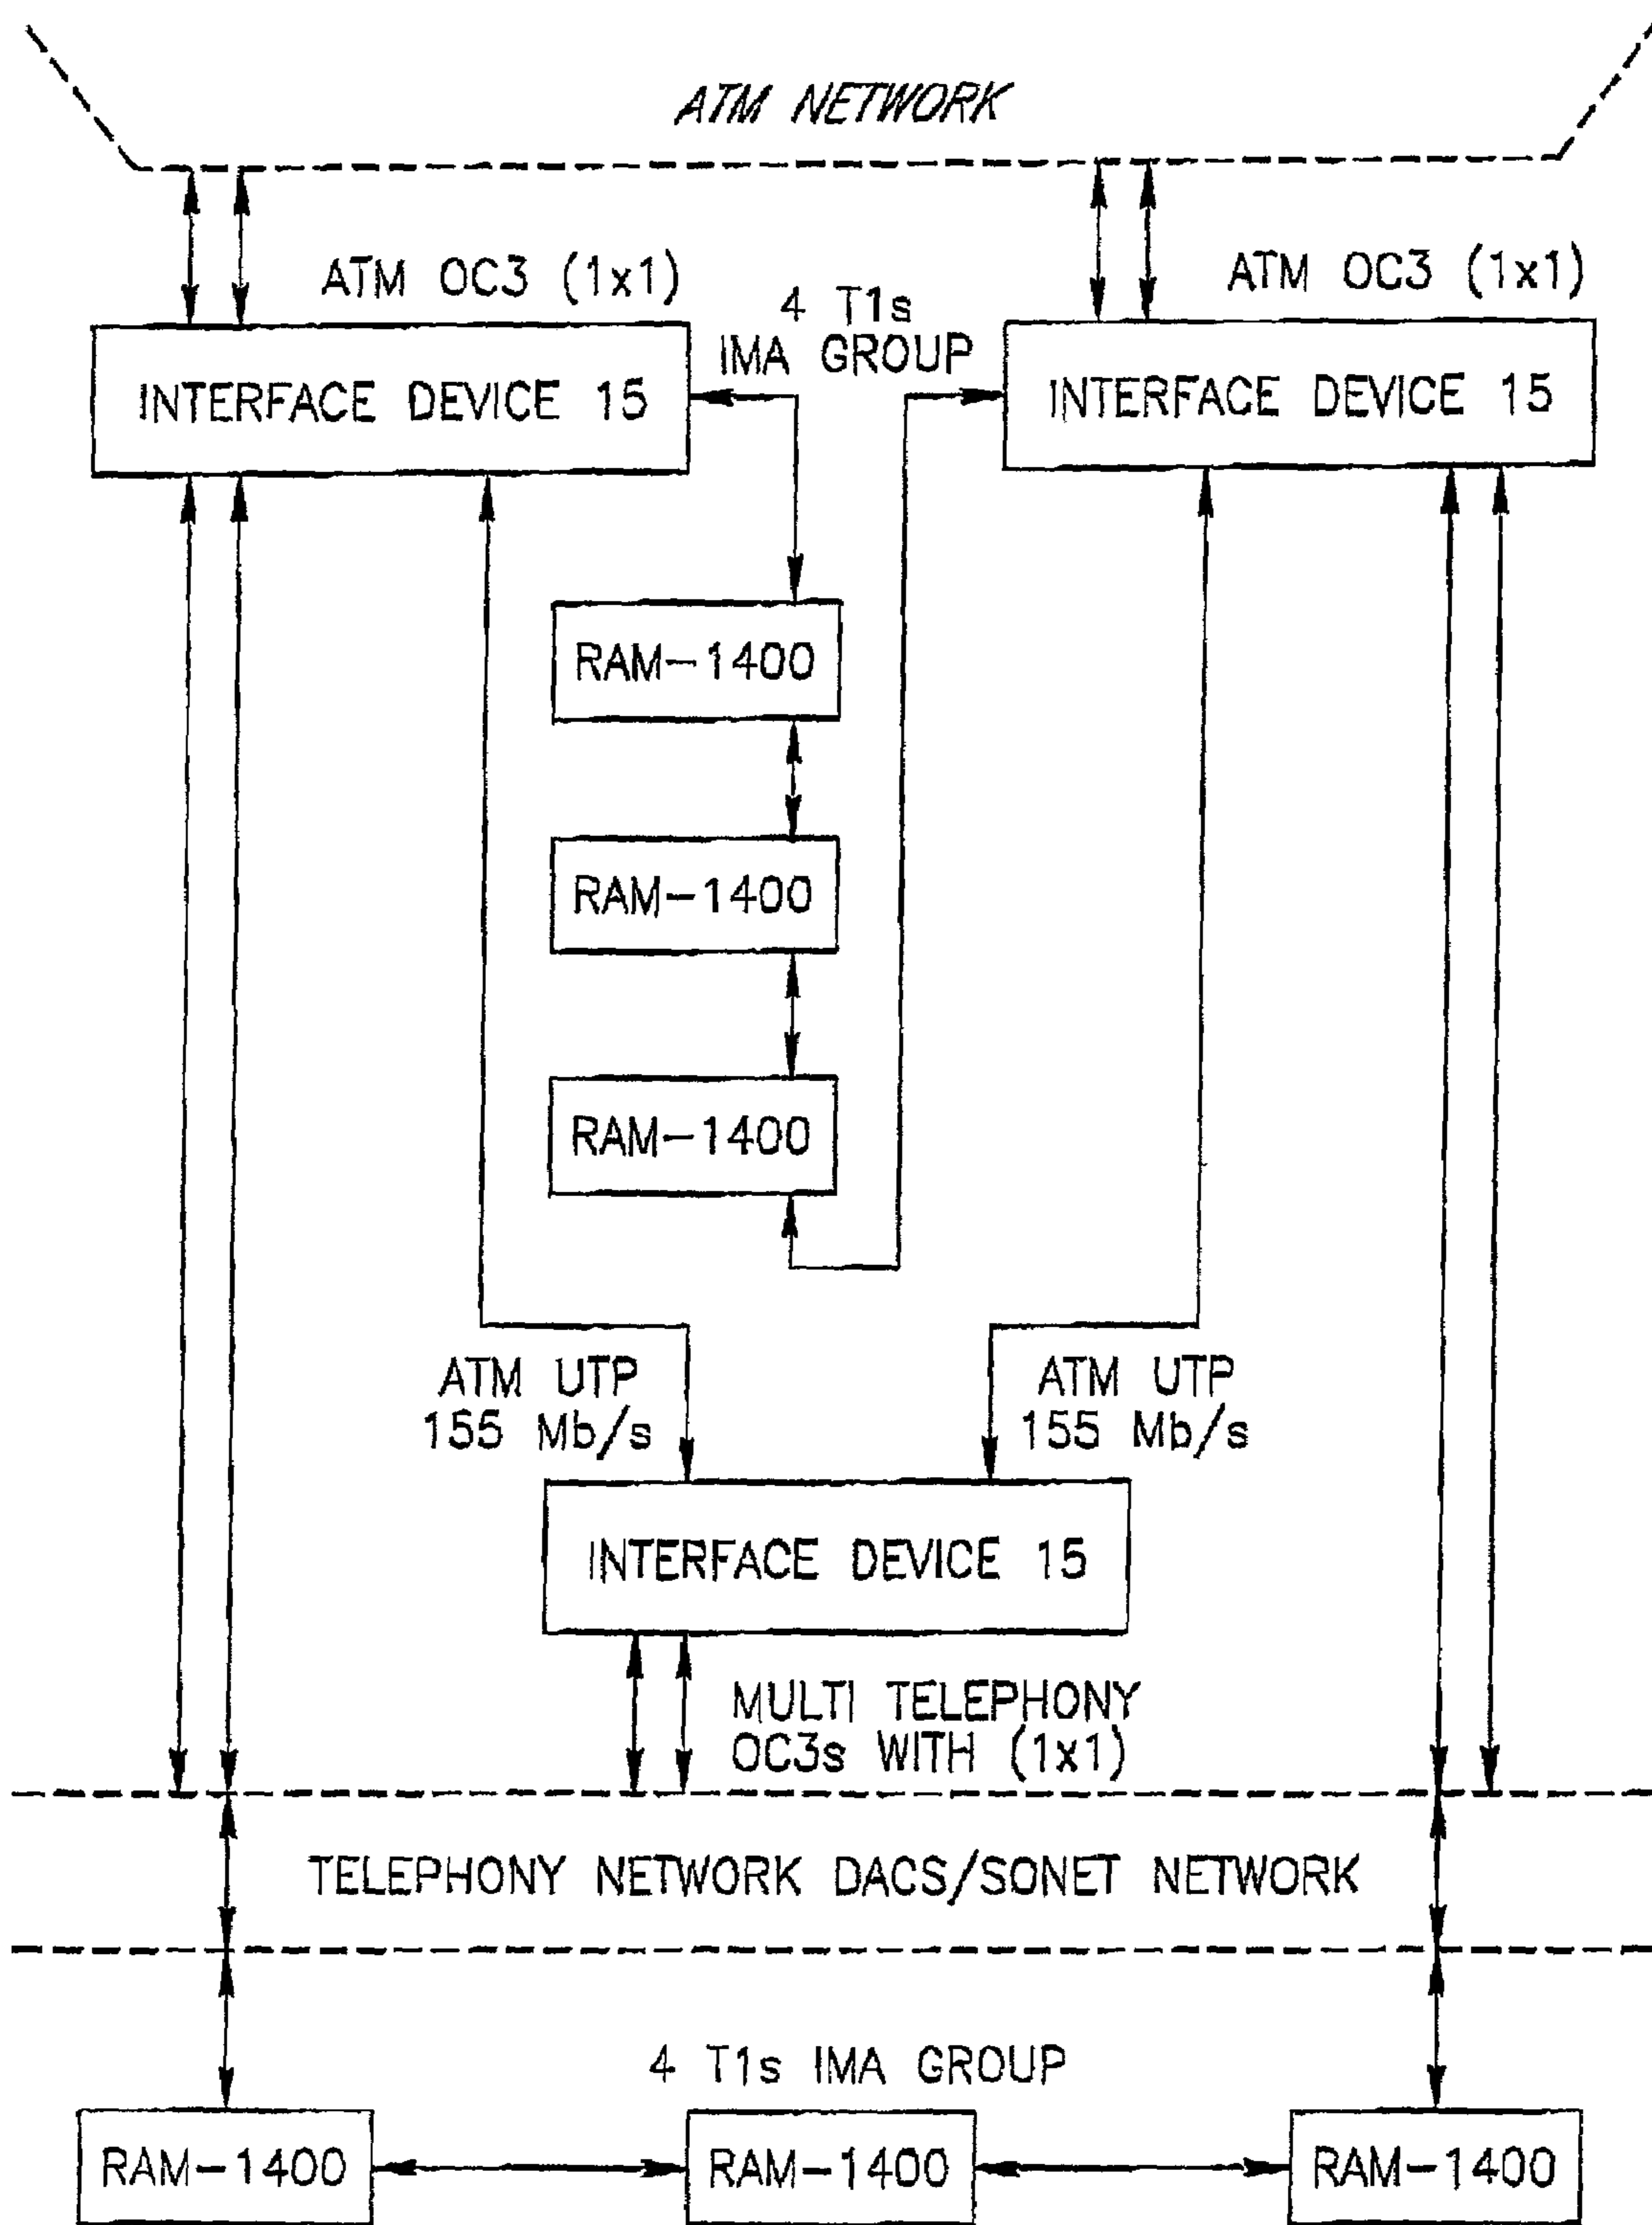 ATM NETWORK
ATM OC3 (1x1)
ATM OC3 (1x1)
4 T1s
IMA GROUP
INTERFACE DEVICE 15
INTERFACE DEVICE 15
RAM-1400
RAM-1400
RAM-1400
ATM UTP
155 Mb/s
ATM UTP
155 Mb/s
INTERFACE DEVICE 15
MULTI TELEPHONY
OC3s WITH (1x1)
TELEPHONY NETWORK DACS/SONET NETWORK
4 T1s IMA GROUP
RAM-1400
RAM-1400
RAM-1400